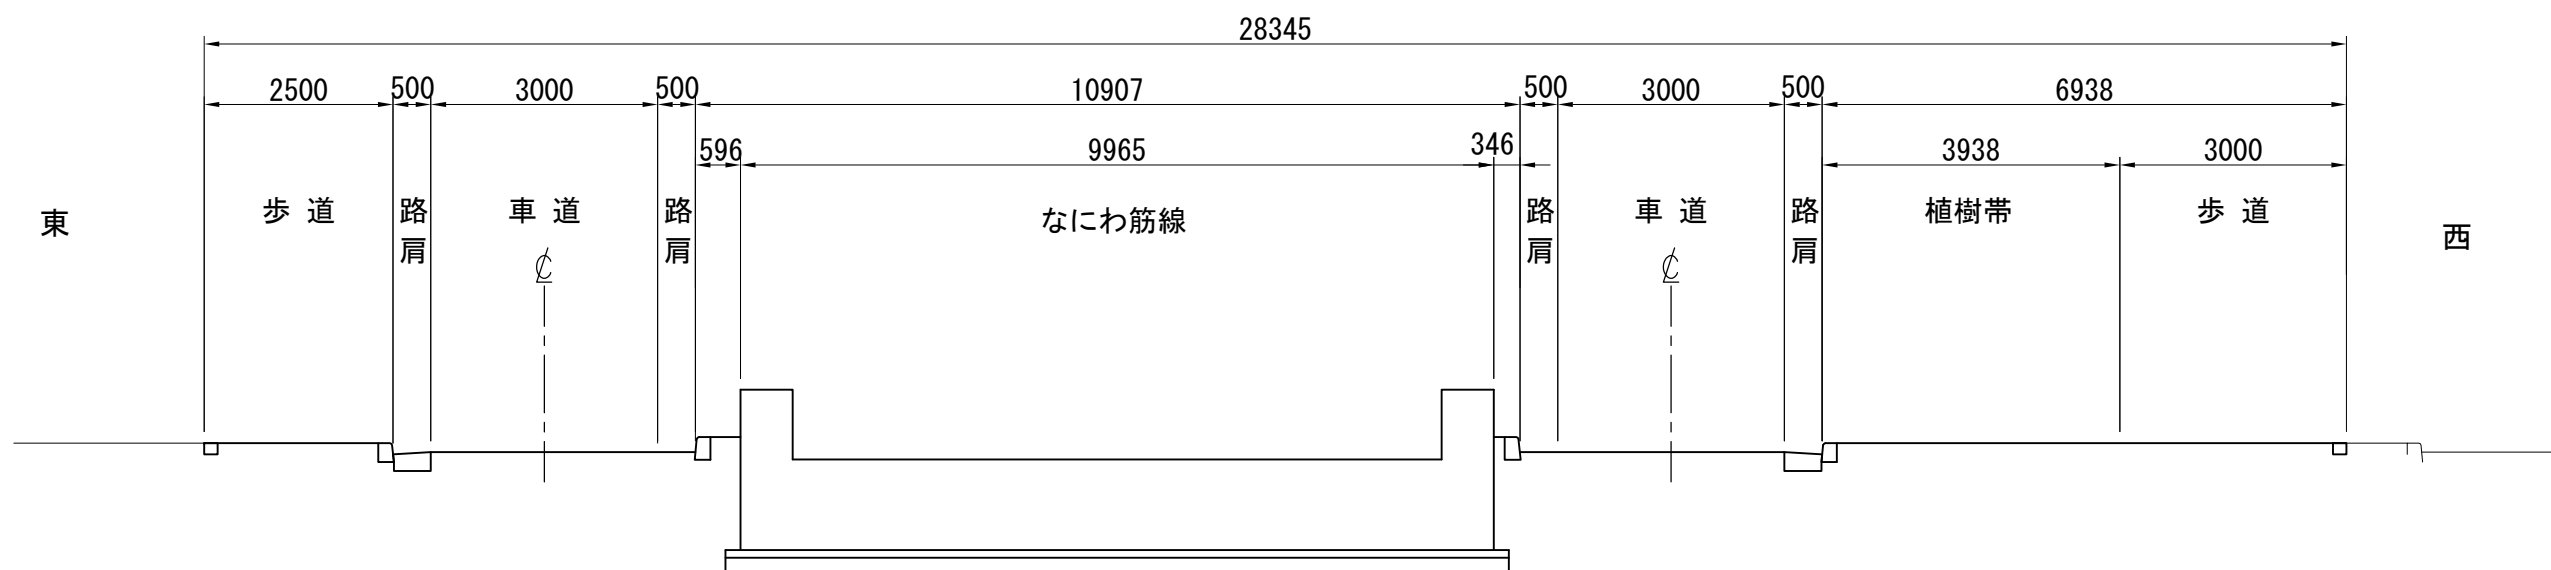 28345
2500 500 3000 500 10907 500 3000 500 6938
596 9965 346 3938 3000
東 歩道 路肩 車道 路肩 なにわ筋線 路肩 車道 路肩 植樹帯 歩道 西
℄ ℄